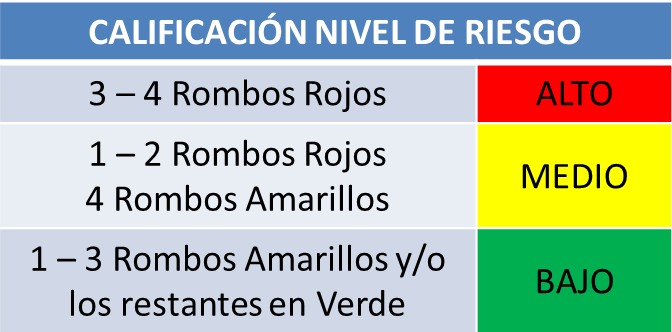 CALIFICACIÓN NIVEL DE RIESGO
3 – 4 Rombos Rojos
ALTO
1 – 2 Rombos Rojos
4 Rombos Amarillos
MEDIO
1 – 3 Rombos Amarillos y/o
los restantes en Verde
BAJO